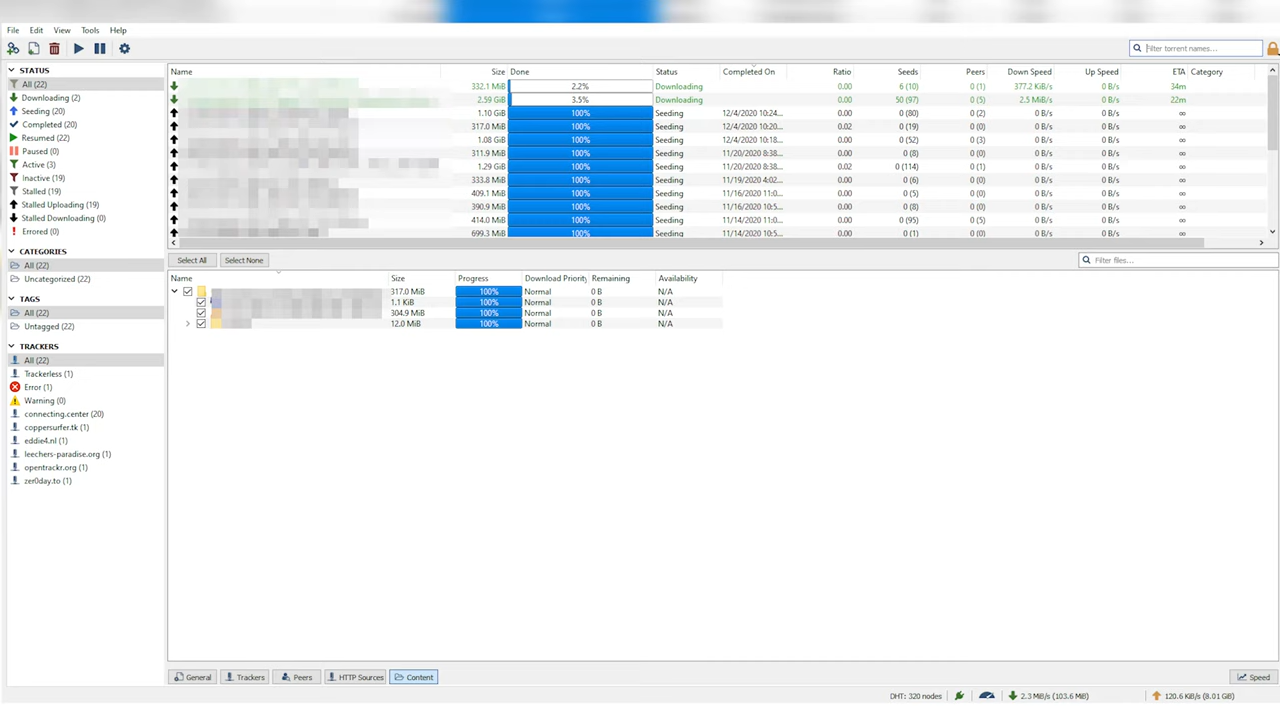 File Edit View Tools Help
Filter torrent names...
STATUS
All (22)
Downloading (2)
Seeding (20)
Completed (20)
Resumed (22)
Paused (0)
Active (3)
Inactive (19)
Stalled (19)
Stalled Uploading (19)
Stalled Downloading (0)
Errored (0)
CATEGORIES
All (22)
Uncategorized (22)
TAGS
All (22)
Untagged (22)
TRACKERS
All (22)
Trackerless (1)
Error (1)
Warning (0)
connecting.center (20)
coppersurfer.tk (1)
eddie4.nl (1)
leechers-paradise.org (1)
opentrackr.org (1)
zer0day.to (1)
Name Size Done Status Completed On Ratio Seeds Peers Down Speed Up Speed ETA Category
332.1 MiB 2.2% Downloading 0.00 6 (10) 0 (1) 377.2 KiB/s 0 B/s 34m
2.59 GiB 3.5% Downloading 0.00 50 (97) 0 (5) 2.5 MiB/s 0 B/s 22m
1.10 GiB 100% Seeding 12/4/2020 10:24... 0.00 0 (80) 0 (2) 0 B/s 0 B/s ∞
317.0 MiB 100% Seeding 12/4/2020 10:20... 0.02 0 (19) 0 (0) 0 B/s 0 B/s ∞
1.08 GiB 100% Seeding 12/4/2020 10:18... 0.00 0 (52) 0 (3) 0 B/s 0 B/s ∞
311.9 MiB 100% Seeding 11/20/2020 8:38... 0.00 0 (8) 0 (0) 0 B/s 0 B/s ∞
1.29 GiB 100% Seeding 11/20/2020 8:38... 0.02 0 (114) 0 (1) 0 B/s 0 B/s ∞
333.8 MiB 100% Seeding 11/19/2020 4:02... 0.00 0 (6) 0 (0) 0 B/s 0 B/s ∞
409.1 MiB 100% Seeding 11/16/2020 11:0... 0.00 0 (5) 0 (0) 0 B/s 0 B/s ∞
390.9 MiB 100% Seeding 11/16/2020 10:5... 0.00 0 (8) 0 (0) 0 B/s 0 B/s ∞
414.0 MiB 100% Seeding 11/14/2020 11:0... 0.00 0 (95) 0 (5) 0 B/s 0 B/s ∞
699.3 MiB 100% Seeding 11/14/2020 10:5... 0.00 0 (1) 0 (0) 0 B/s 0 B/s ∞
Select All Select None Filter files...
Name Size Progress Download Priority Remaining Availability
317.0 MiB 100% Normal 0 B N/A
1.1 KiB 100% Normal 0 B N/A
304.9 MiB 100% Normal 0 B N/A
12.0 MiB 100% Normal 0 B N/A
General Trackers Peers HTTP Sources Content Speed
DHT: 320 nodes 2.3 MiB/s (103.6 MiB) 120.6 KiB/s (8.01 GiB)